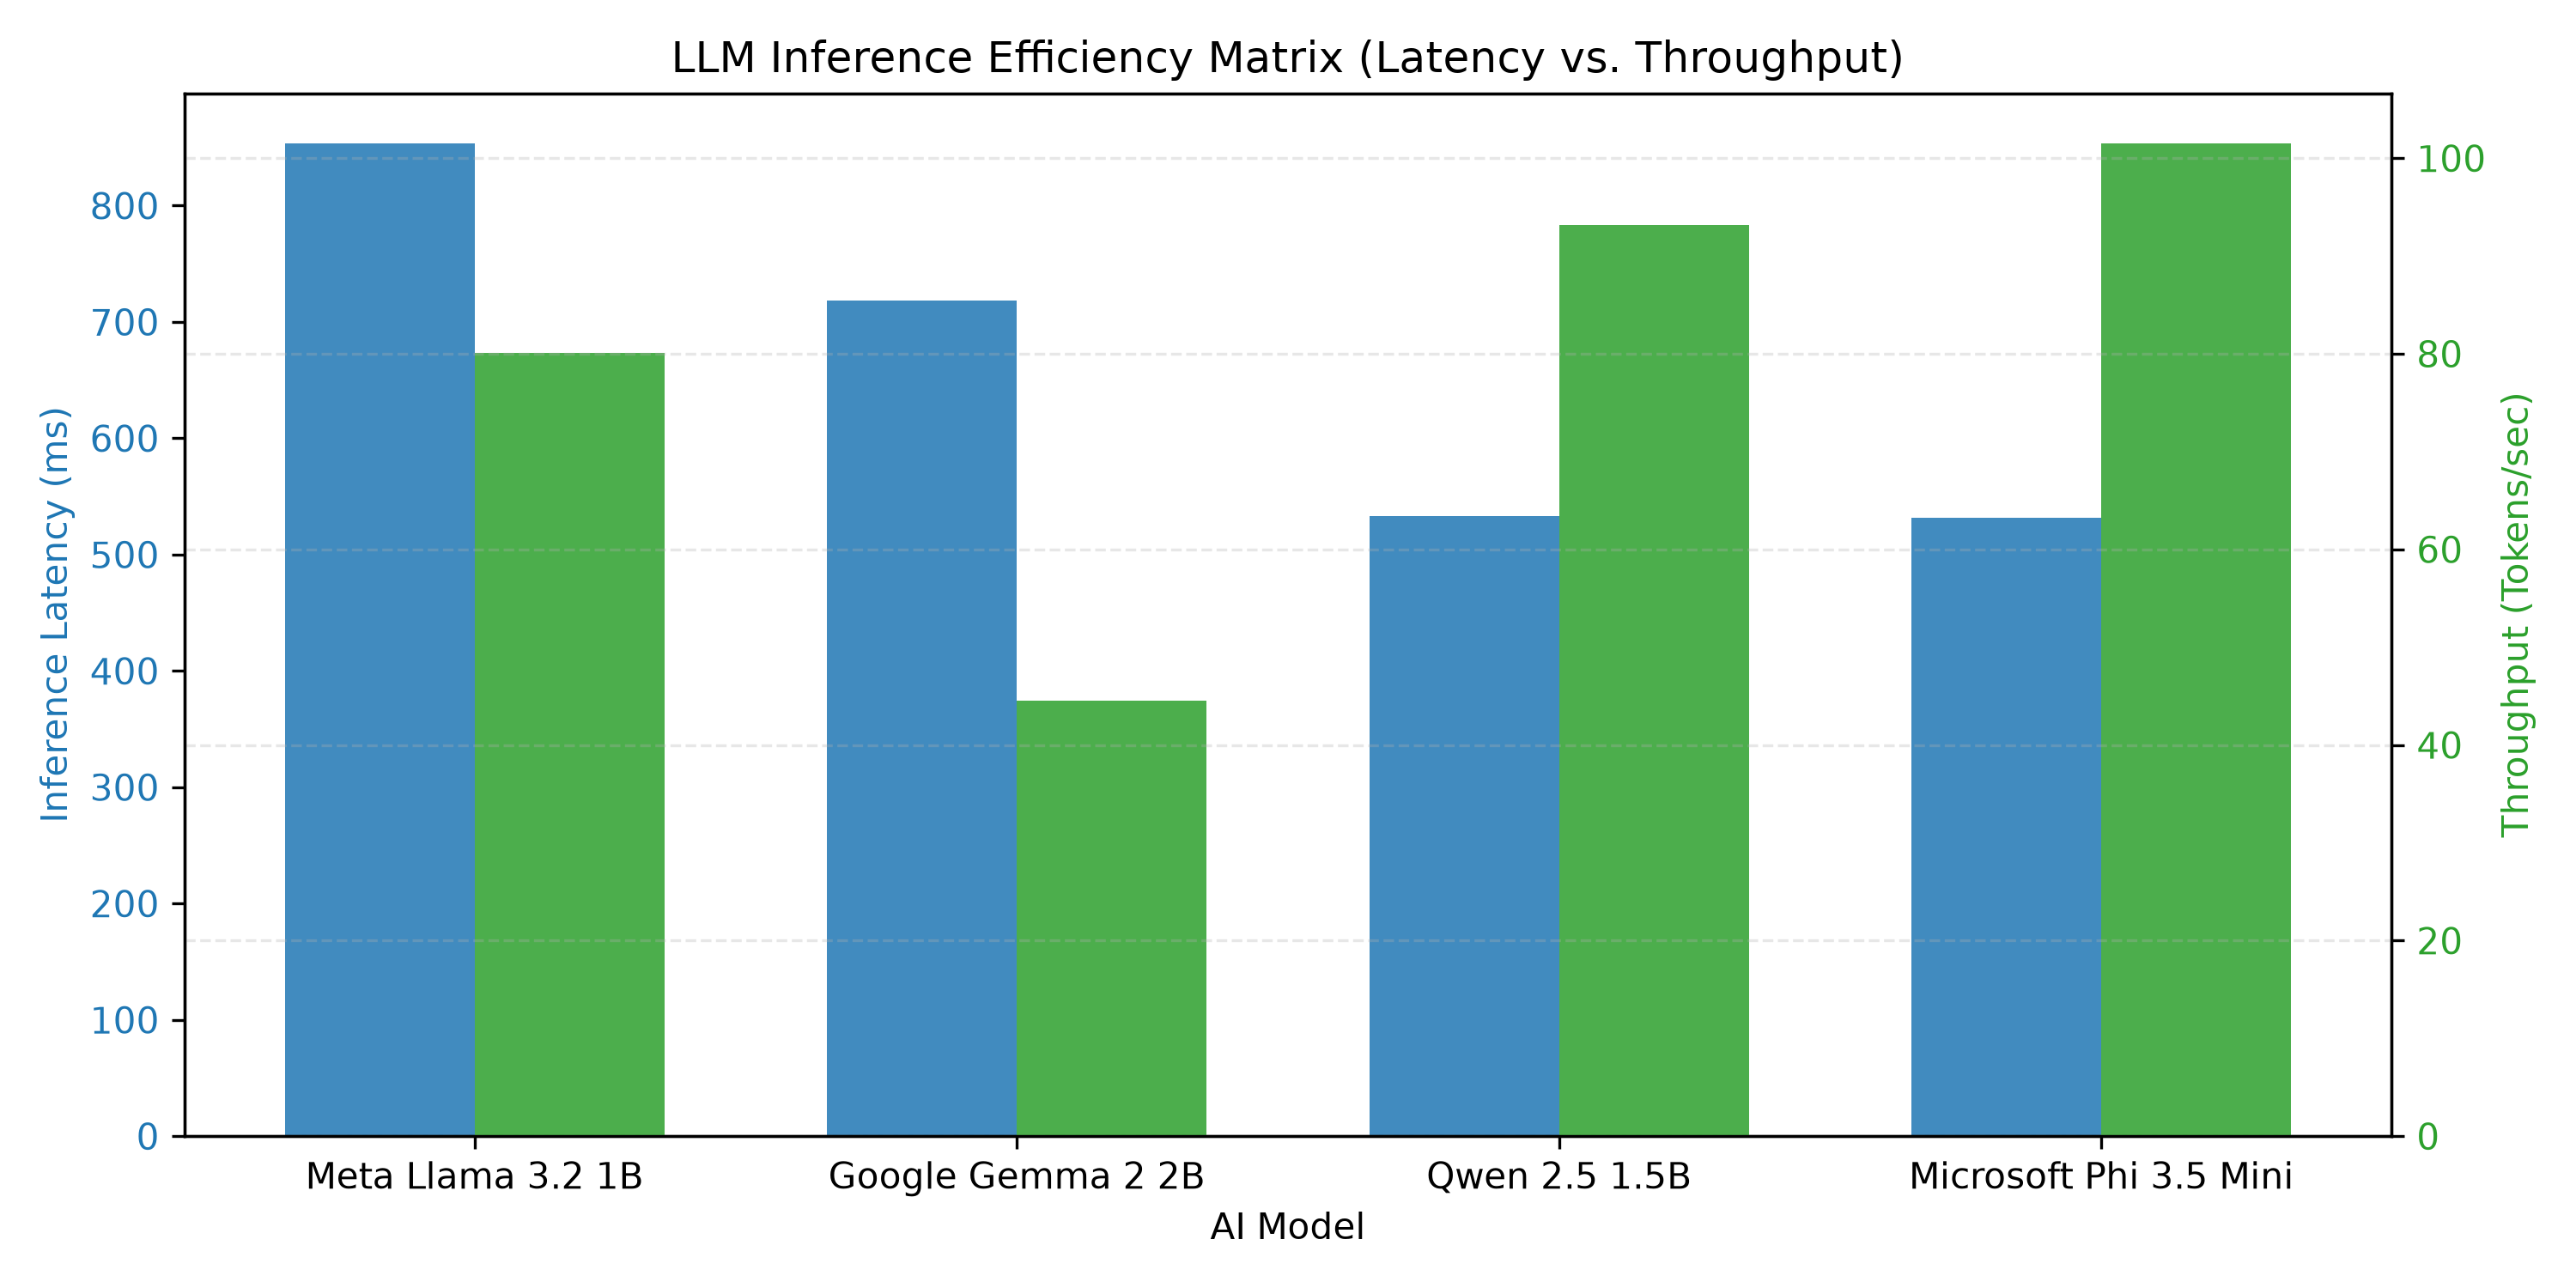 LLM Inference Efficiency Matrix (Latency vs. Throughput)
Inference Latency (ms)
800
700
600
500
400
300
200
100
0
100
80
60
40
20
0
Throughput (Tokens/sec)
Meta Llama 3.2 1B
Google Gemma 2 2B
Qwen 2.5 1.5B
Microsoft Phi 3.5 Mini
AI Model